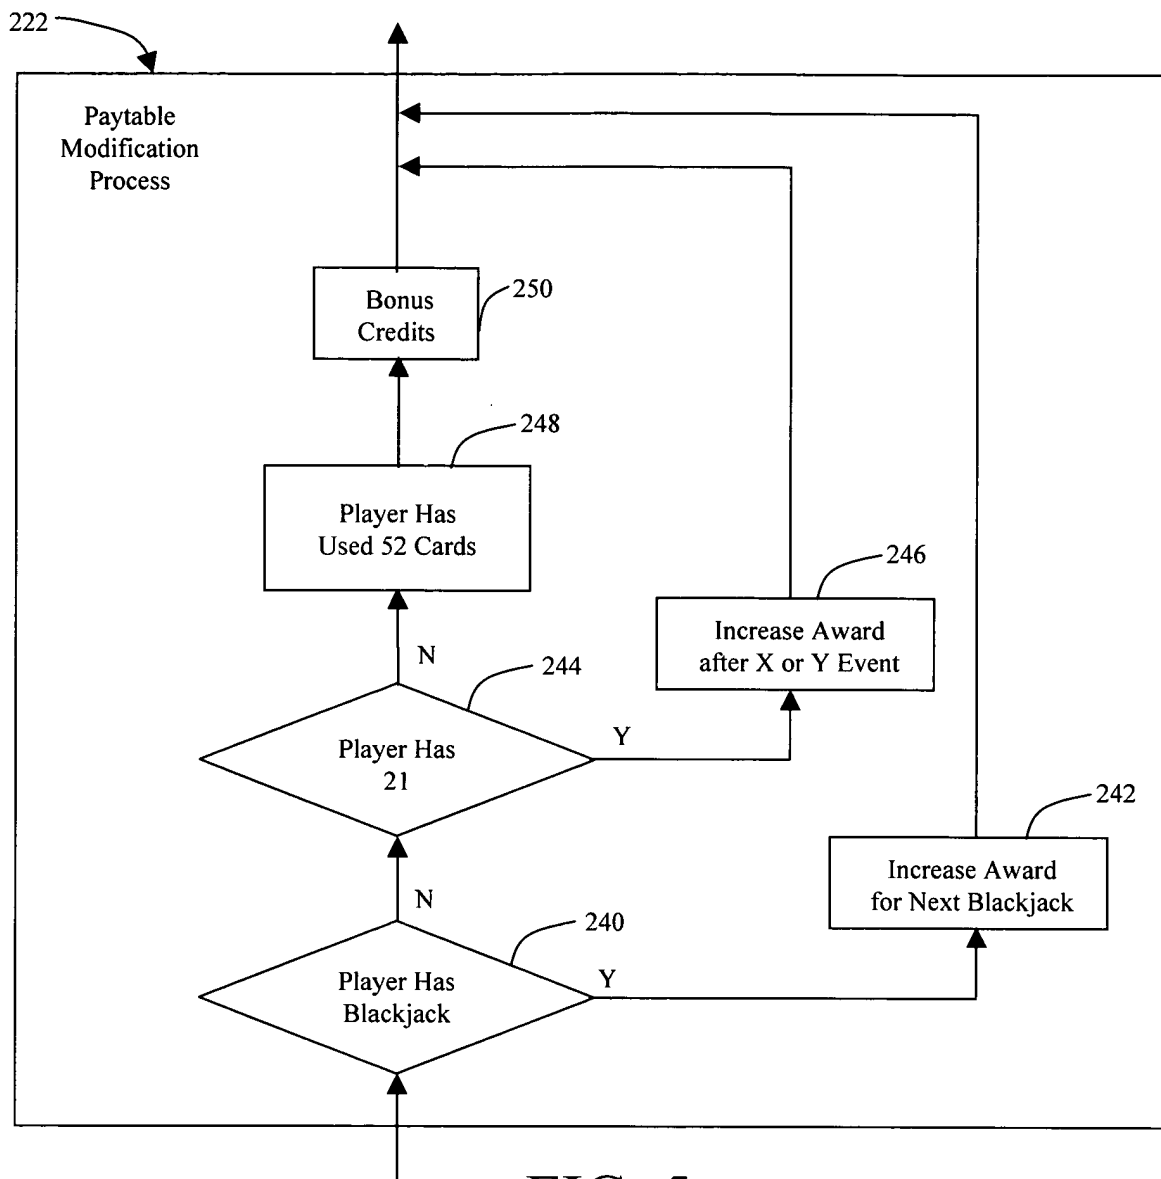 222
Paytable
Modification
Process
Bonus
Credits
250
248
Player Has
Used 52 Cards
246
Increase Award
after X or Y Event
N
244
Player Has
21
Y
242
Increase Award
for Next Blackjack
N
240
Player Has
Blackjack
Y